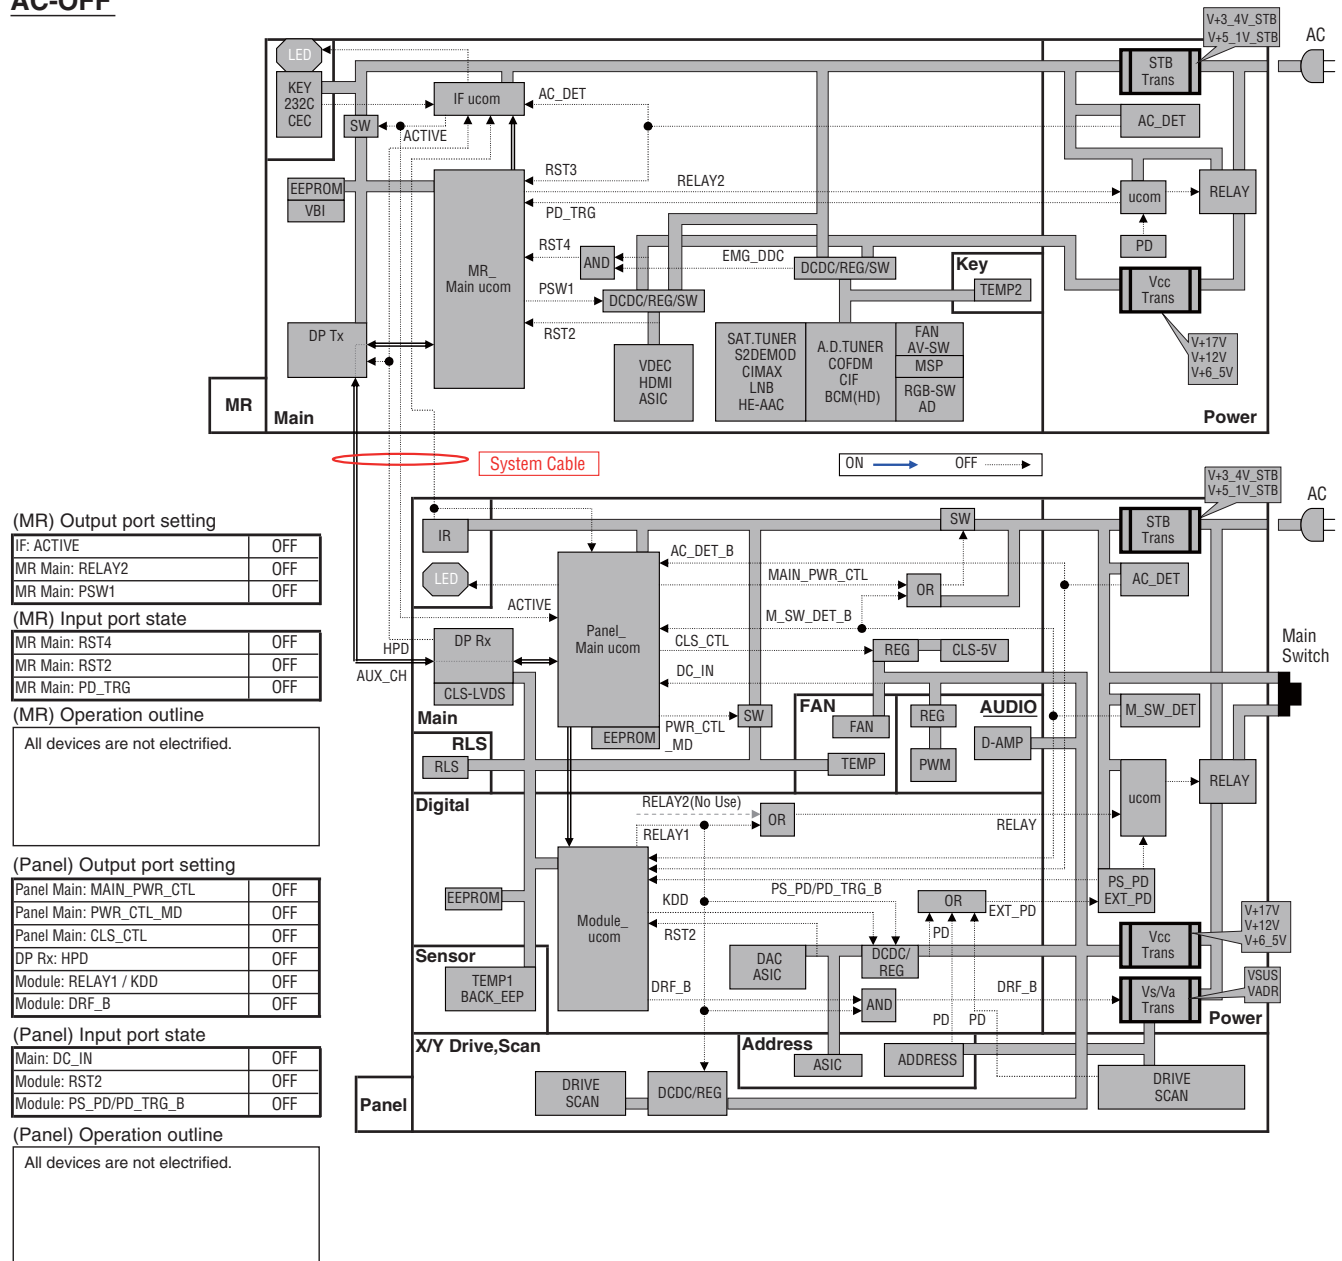 AC-OFF
V+3_4V_STB
V+5_1V_STB
AC
LED
KEY
232C
CEC
SW
IF ucom
ACTIVE
AC_DET
STB
Trans
AC_DET
RST3
RELAY2
PD_TRG
ucom
RELAY
PD
EEPROM
VBI
MR_
Main ucom
RST4
AND
EMG_DDC
DCDC/REG/SW
Key
TEMP2
PSW1
DCDC/REG/SW
RST2
Vcc
Trans
V+17V
V+12V
V+6_5V
DP Tx
VDEC
HDMI
ASIC
SAT.TUNER
S2DEMOD
CIMAX
LNB
HE-AAC
A.D.TUNER
COFDM
CIF
BCM(HD)
FAN
AV-SW
MSP
RGB-SW
AD
MR
Main
Power
System Cable
ON
OFF
V+3_4V_STB
V+5_1V_STB
AC
(MR) Output port setting
IF: ACTIVE OFF
MR Main: RELAY2 OFF
MR Main: PSW1 OFF
(MR) Input port state
MR Main: RST4 OFF
MR Main: RST2 OFF
MR Main: PD_TRG OFF
(MR) Operation outline
All devices are not electrified.
(Panel) Output port setting
Panel Main: MAIN_PWR_CTL OFF
Panel Main: PWR_CTL_MD OFF
Panel Main: CLS_CTL OFF
DP Rx: HPD OFF
Module: RELAY1 / KDD OFF
Module: DRF_B OFF
(Panel) Input port state
Main: DC_IN OFF
Module: RST2 OFF
Module: PS_PD/PD_TRG_B OFF
(Panel) Operation outline
All devices are not electrified.
IR
LED
SW
STB
Trans
AC_DET_B
MAIN_PWR_CTL
OR
AC_DET
ACTIVE
Panel_
Main ucom
M_SW_DET_B
HPD
AUX_CH
DP Rx
CLS-LVDS
CLS_CTL
REG
CLS-5V
DC_IN
Main
Switch
Main
EEPROM
PWR_CTL
_MD
SW
FAN
FAN
REG
AUDIO
D-AMP
M_SW_DET
RLS
RLS
TEMP
PWM
ucom
RELAY
Digital
RELAY2(No Use)
OR
RELAY1
RELAY
EEPROM
Module_
ucom
KDD
PS_PD/PD_TRG_B
OR
EXT_PD
PS_PD
EXT_PD
RST2
PD
V+17V
V+12V
V+6_5V
Sensor
TEMP1
BACK_EEP
DAC
ASIC
DCDC/
REG
Vcc
Trans
DRF_B
AND
DRF_B
Vs/Va
Trans
VSUS
VADR
PD
PD
Power
X/Y Drive,Scan
Address
ASIC
ADDRESS
DRIVE
SCAN
DCDC/REG
DRIVE
SCAN
Panel